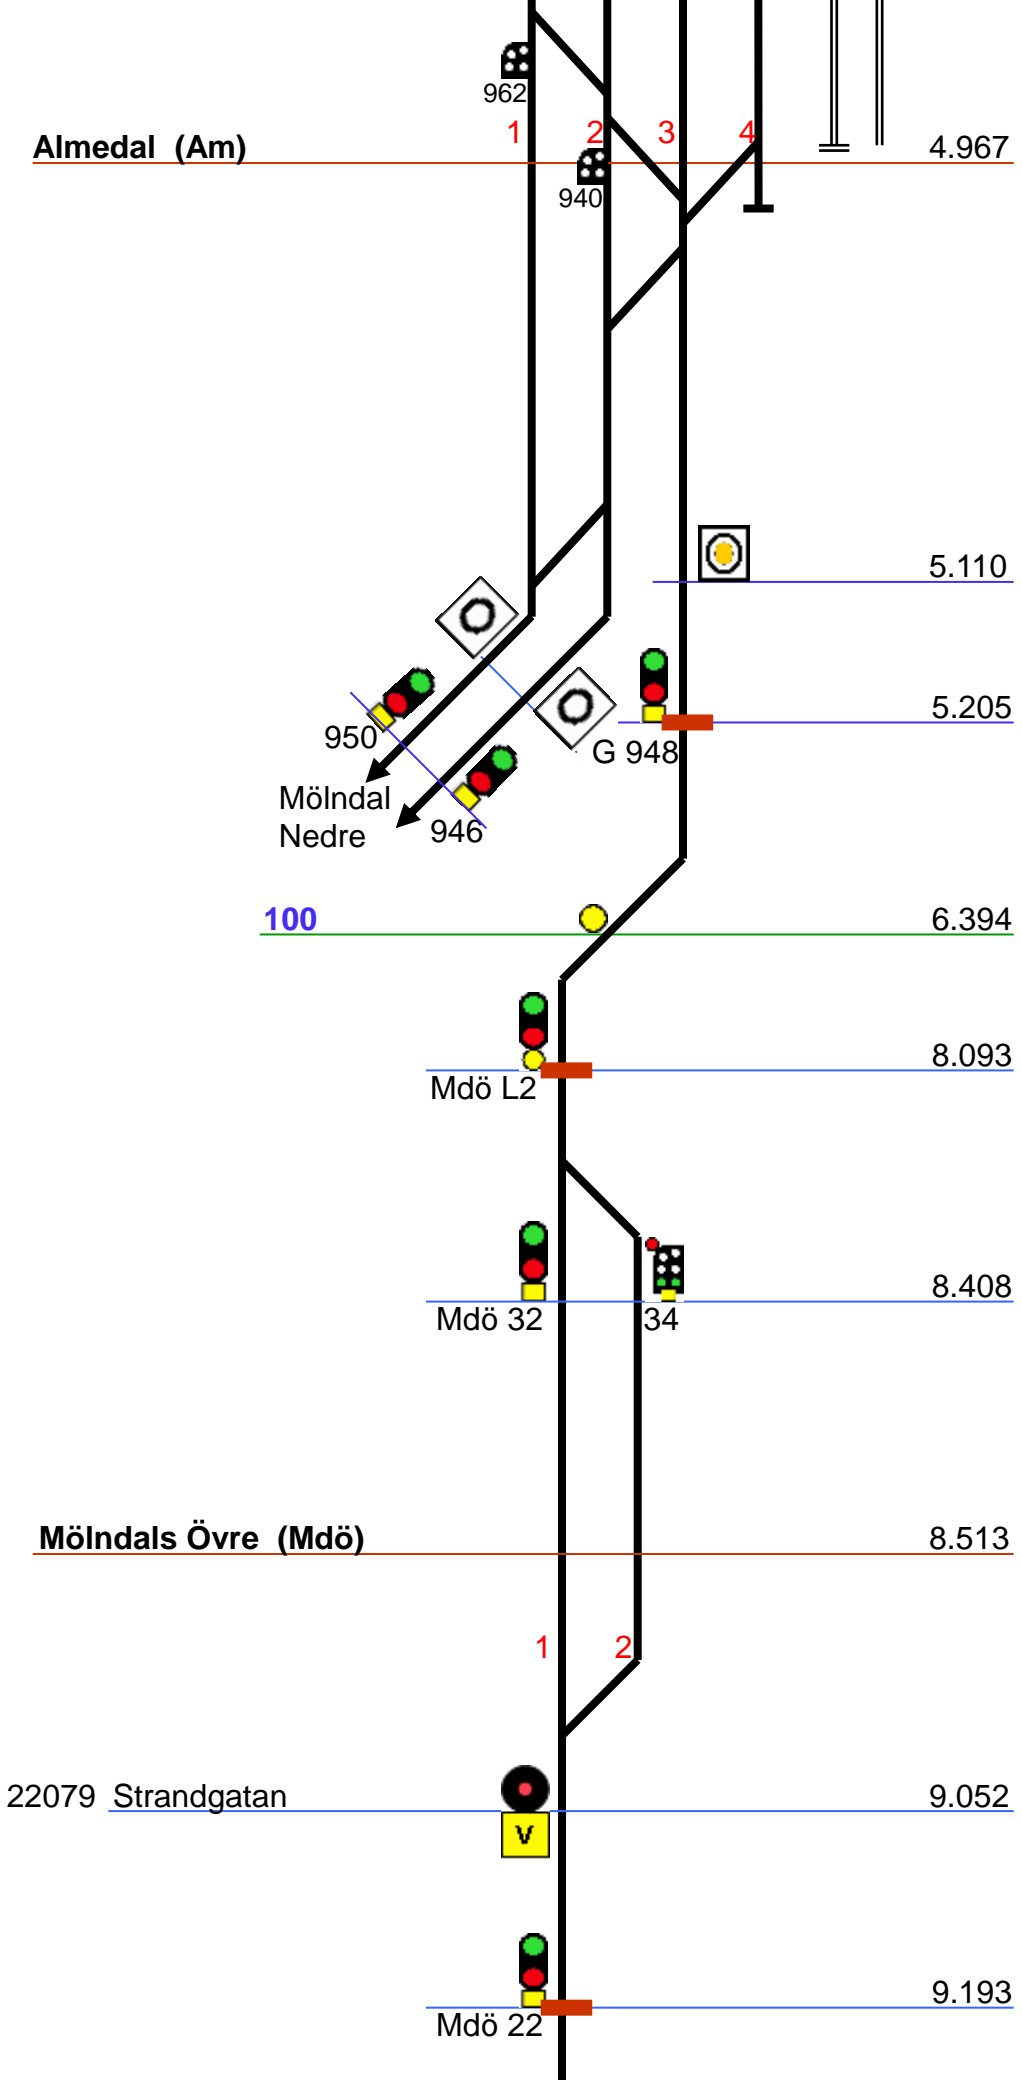 962
1 2 3 4
Almedal (Am) 4.967
940
5.110
5.205
950 G 948
Mölndal
Nedre
946
100 6.394
8.093
Mdö L2
8.408
Mdö 32 34
Mölndals Övre (Mdö) 8.513
1 2
22079 Strandgatan 9.052
V
9.193
Mdö 22